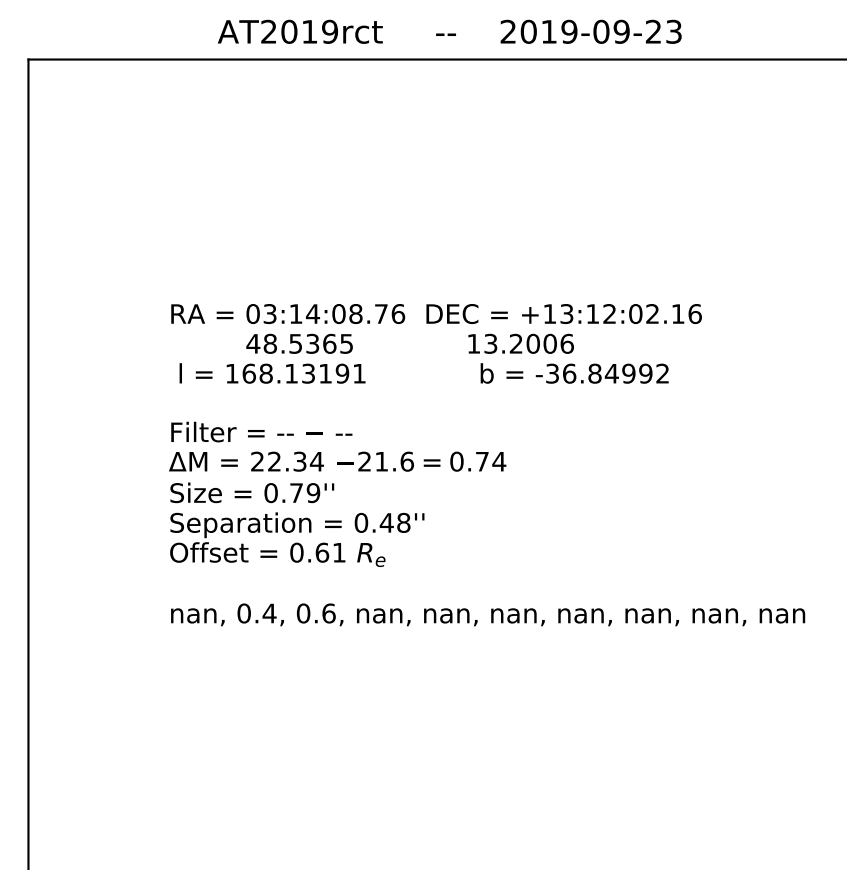 AT2019rct -- 2019-09-23
RA = 03:14:08.76 DEC = +13:12:02.16
48.5365 13.2006
l = 168.13191 b = -36.84992
Filter = -- − --
ΔM = 22.34 −21.6 = 0.74
Size = 0.79''
Separation = 0.48''
Offset = 0.61 Rₑ
nan, 0.4, 0.6, nan, nan, nan, nan, nan, nan, nan